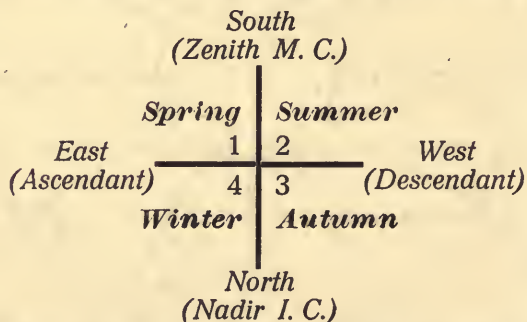 South
(Zenith M. C.)
Spring Summer
1 2
East West
(Ascendant) (Descendant)
4 3
Winter Autumn
North
(Nadir I. C.)